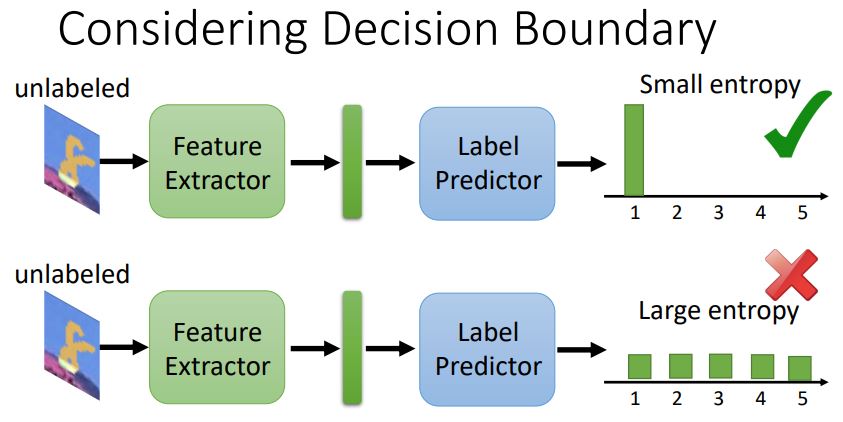 Considering Decision Boundary
unlabeled
Feature
Extractor
Label
Predictor
Small entropy
1 2 3 4 5
unlabeled
Feature
Extractor
Label
Predictor
Large entropy
1 2 3 4 5